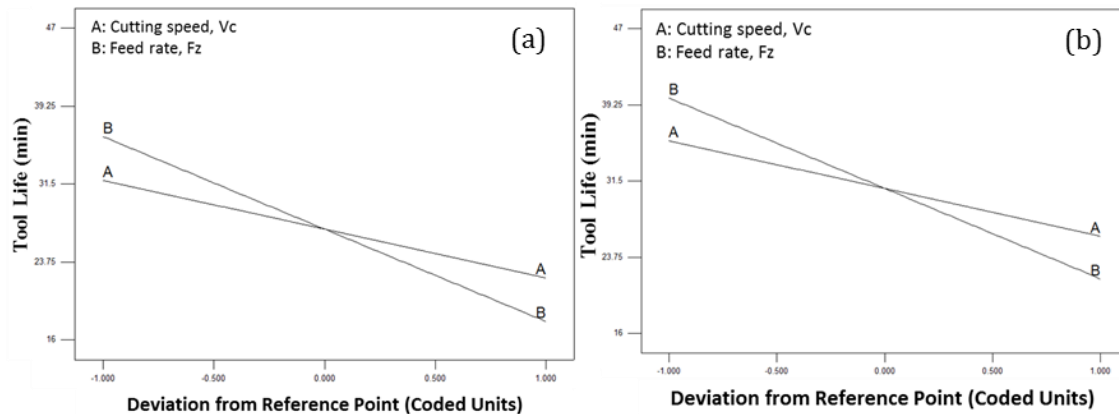 A: Cutting speed, Vc
B: Feed rate, Fz
(a)
Tool Life (min)
47
39.25
31.5
23.75
16
B
A
A
B
-1.000
-0.500
0.000
0.500
1.000
Deviation from Reference Point (Coded Units)
A: Cutting speed, Vc
B: Feed rate, Fz
(b)
Tool Life (min)
47
39.25
31.5
23.75
16
B
A
A
B
-1.000
-0.500
0.000
0.500
1.000
Deviation from Reference Point (Coded Units)